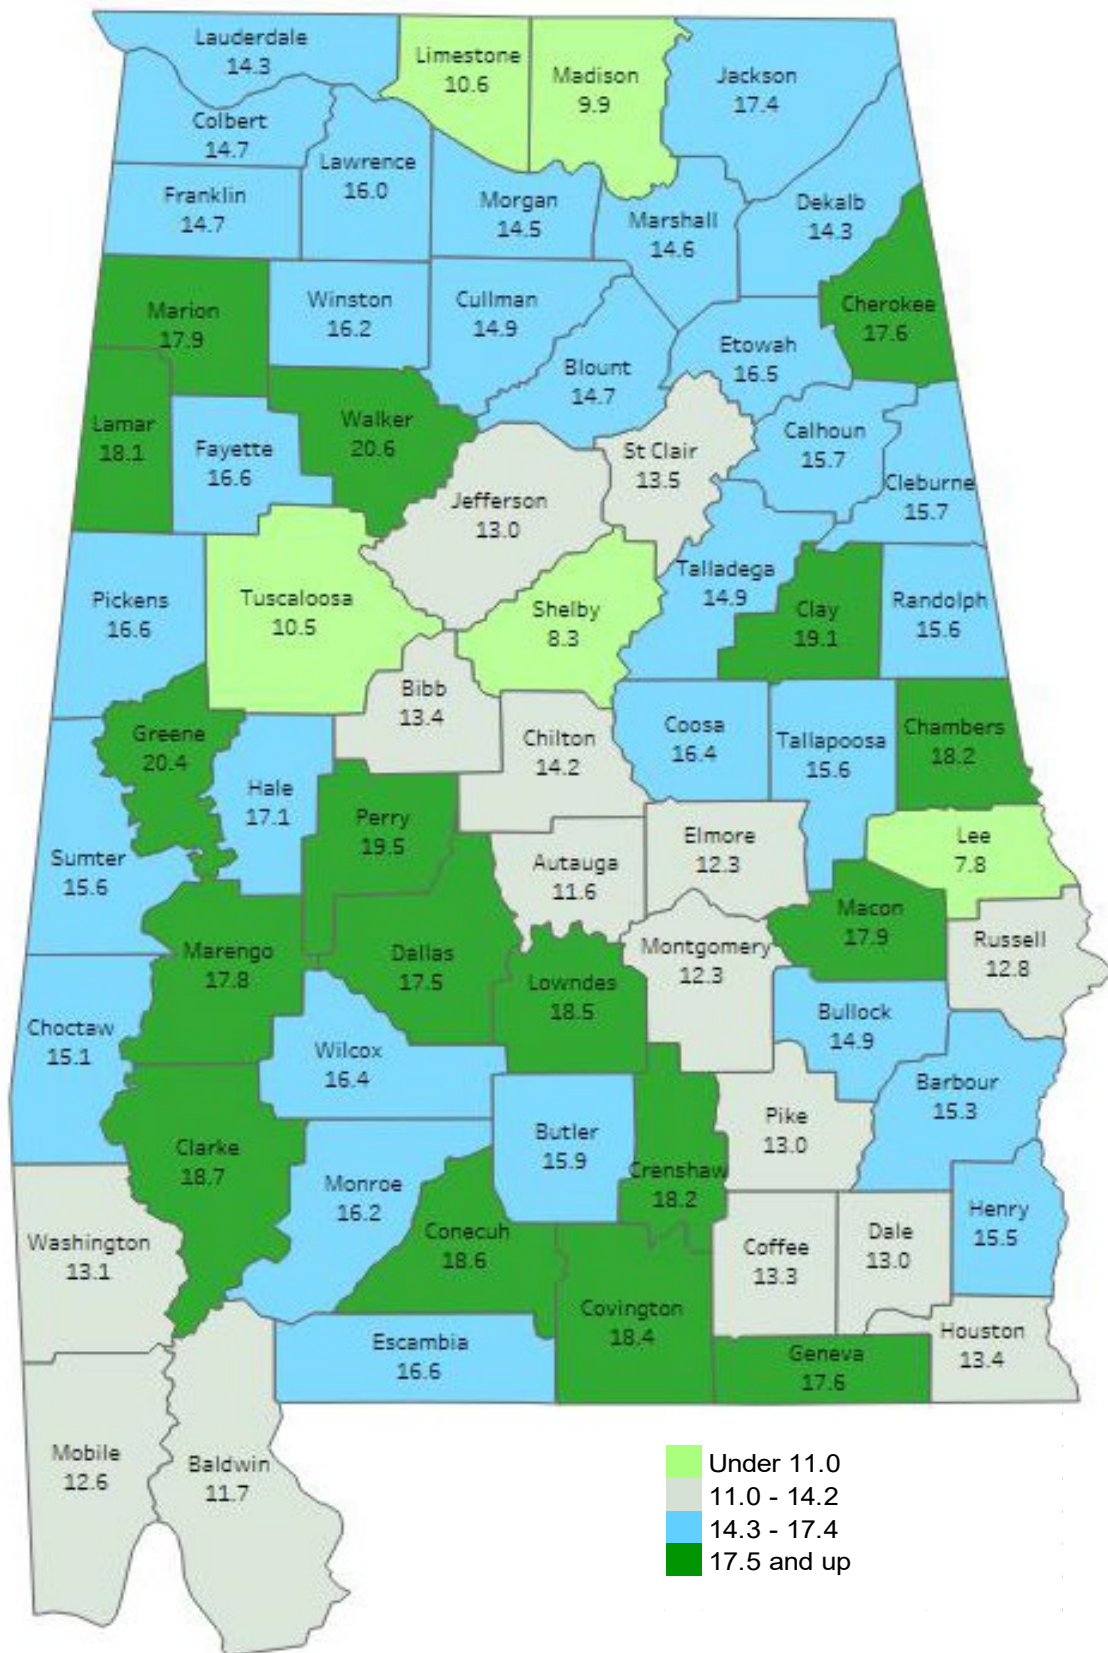 Lauderdale
14.3
Limestone
10.6
Madison
9.9
Jackson
17.4
Colbert
14.7
Lawrence
16.0
Franklin
14.7
Morgan
14.5
Marshall
14.6
Dekalb
14.3
Marion
17.9
Winston
16.2
Cullman
14.9
Cherokee
17.6
Etowah
16.5
Blount
14.7
Lamar
18.1
Walker
20.6
Fayette
16.6
St Clair
13.5
Calhoun
15.7
Cleburne
15.7
Jefferson
13.0
Talladega
14.9
Pickens
16.6
Tuscaloosa
10.5
Shelby
8.3
Clay
19.1
Randolph
15.6
Bibb
13.4
Greene
20.4
Chilton
14.2
Coosa
16.4
Tallapoosa
15.6
Chambers
18.2
Hale
17.1
Perry
19.5
Elmore
12.3
Lee
7.8
Sumter
15.6
Autauga
11.6
Macon
17.9
Marengo
17.8
Dallas
17.5
Montgomery
12.3
Russell
12.8
Lowndes
18.5
Choctaw
15.1
Bullock
14.9
Wilcox
16.4
Barbour
15.3
Clarke
18.7
Butler
15.9
Pike
13.0
Monroe
16.2
Crenshaw
18.2
Henry
15.5
Washington
13.1
Conecuh
18.6
Coffee
13.3
Dale
13.0
Covington
18.4
Escambia
16.6
Houston
13.4
Geneva
17.6
Mobile
12.6
Baldwin
11.7
Under 11.0
11.0 - 14.2
14.3 - 17.4
17.5 and up